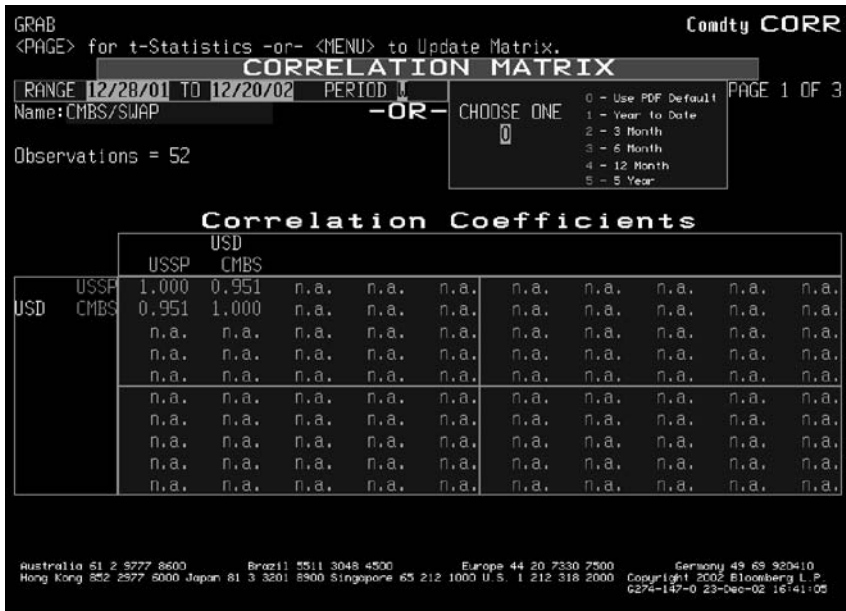 GRAB Comdty CORR
<PAGE> for t-Statistics -or- <MENU> to Update Matrix.
CORRELATION MATRIX
RANGE 12/28/01 TO 12/20/02 PERIOD W PAGE 1 OF 3
Name:CMBS/SWAP -OR- CHOOSE ONE
0
0 - Use PDF Default
1 - Year to Date
2 - 3 Month
3 - 6 Month
4 - 12 Month
5 - 5 Year
Observations = 52
Correlation Coefficients
USD
USSP CMBS
USSP 1.000 0.951 n.a. n.a. n.a. n.a. n.a. n.a. n.a. n.a.
USD CMBS 0.951 1.000 n.a. n.a. n.a. n.a. n.a. n.a. n.a. n.a.
n.a. n.a. n.a. n.a. n.a. n.a. n.a. n.a. n.a. n.a.
n.a. n.a. n.a. n.a. n.a. n.a. n.a. n.a. n.a. n.a.
n.a. n.a. n.a. n.a. n.a. n.a. n.a. n.a. n.a. n.a.
n.a. n.a. n.a. n.a. n.a. n.a. n.a. n.a. n.a. n.a.
n.a. n.a. n.a. n.a. n.a. n.a. n.a. n.a. n.a. n.a.
n.a. n.a. n.a. n.a. n.a. n.a. n.a. n.a. n.a. n.a.
n.a. n.a. n.a. n.a. n.a. n.a. n.a. n.a. n.a. n.a.
n.a. n.a. n.a. n.a. n.a. n.a. n.a. n.a. n.a. n.a.
Australia 61 2 9777 8600 Brazil 5511 3048 4500 Europe 44 20 7330 7500 Germany 49 69 920410
Hong Kong 852 2977 6000 Japan 81 3 3201 8900 Singapore 65 212 1000 U.S. 1 212 318 2000 Copyright 2002 Bloomberg L.P.
G274-147-0 23-Dec-02 16:41:05